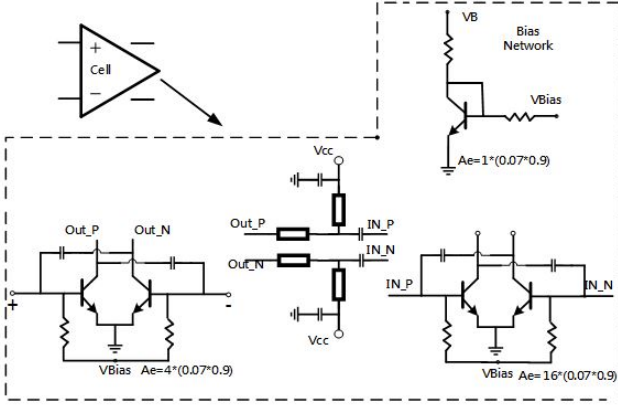 VB
Bias
Network
+
Cell
−
VBias
Ae=1*(0.07*0.9)
Vcc
Out_P
Out_N
Out_P
IN_P
Out_N
IN_N
IN_P
IN_N
+
-
Vcc
VBias
Ae=4*(0.07*0.9)
VBias
Ae=16*(0.07*0.9)